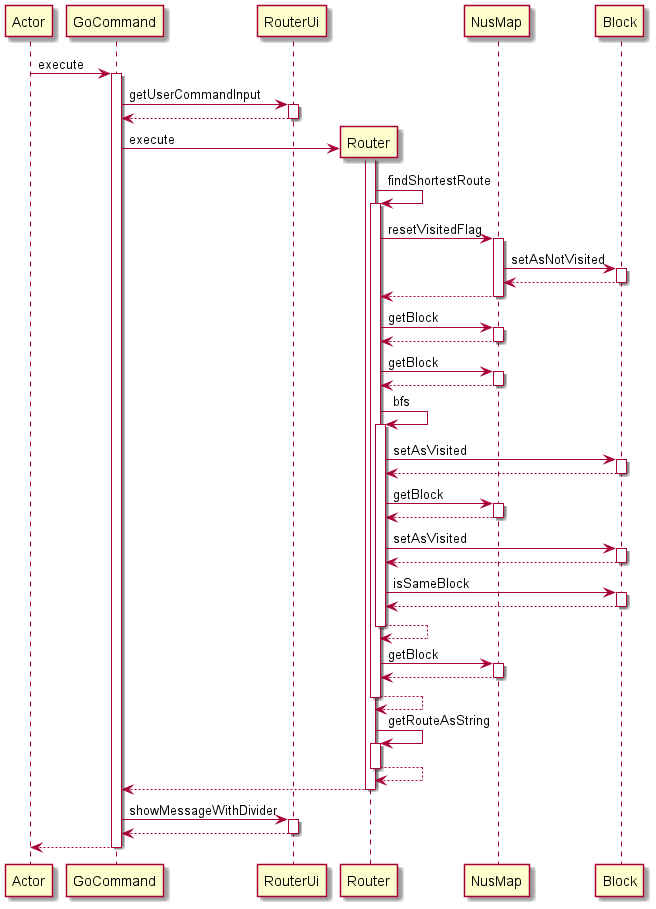 Actor GoCommand RouterUi NusMap Block
execute
getUserCommandInput
execute
Router
findShortestRoute
resetVisitedFlag
setAsNotVisited
getBlock
getBlock
bfs
setAsVisited
getBlock
setAsVisited
isSameBlock
getBlock
getRouteAsString
showMessageWithDivider
Actor GoCommand RouterUi Router NusMap Block